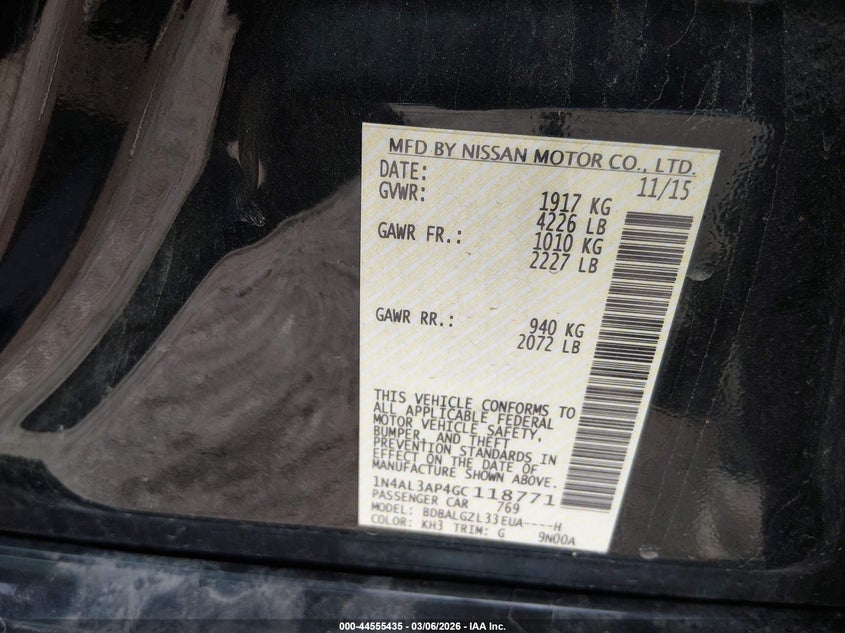 MFD BY NISSAN MOTOR CO., LTD.
DATE: 11/15
GVWR: 1917 KG
4226 LB
GAWR FR.: 1010 KG
2227 LB
GAWR RR.: 940 KG
2072 LB
THIS VEHICLE CONFORMS TO
ALL APPLICABLE FEDERAL
MOTOR VEHICLE SAFETY,
BUMPER, AND THEFT
PREVENTION STANDARDS IN
EFFECT ON THE DATE OF
MANUFACTURE SHOWN ABOVE.
1N4AL3AP4GC118771
PASSENGER CAR 769
MODEL: BDBALGZL33EUA----H
COLOR: KH3 TRIM: G 9N00A
000-44555435 - 03/06/2026 - IAA Inc.